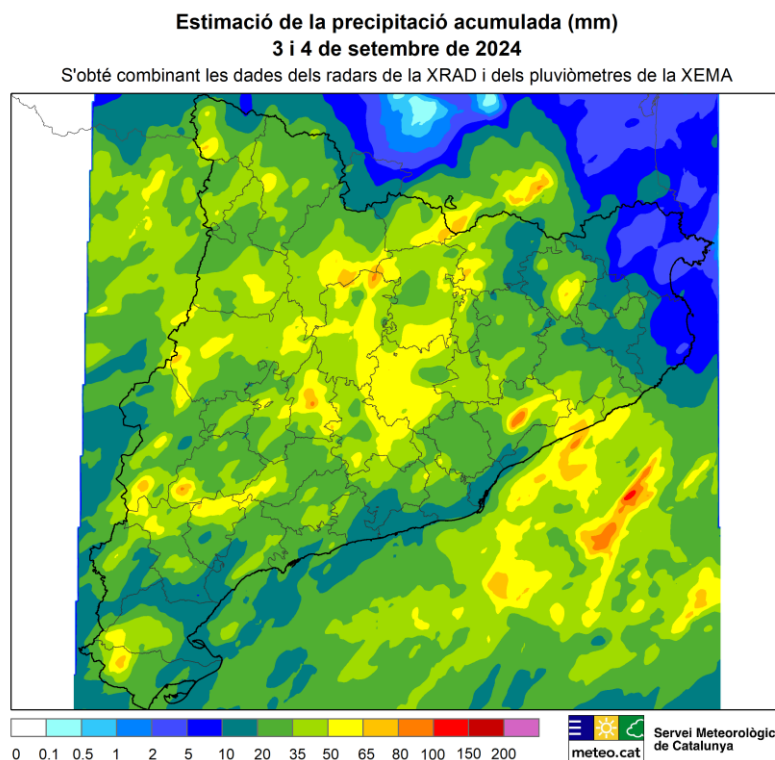 Estimació de la precipitació acumulada (mm)
3 i 4 de setembre de 2024
S'obté combinant les dades dels radars de la XRAD i dels pluviòmetres de la XEMA
0 0.1 0.5 1 2 5 10 20 35 50 65 80 100 150 200
meteo.cat
Servei Meteorològic
de Catalunya